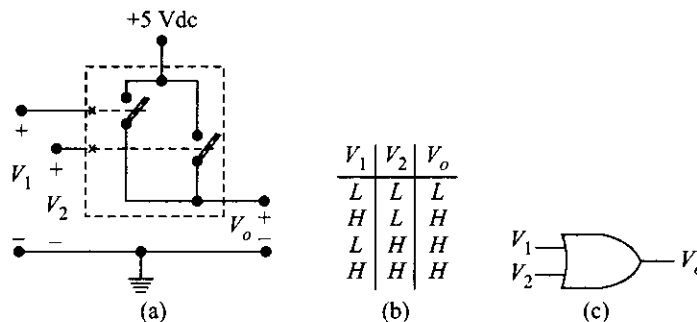 +5 Vdc
+
+
V₁
V₂
Vₒ
+
–
–
–
(a)
V₁ V₂ Vₒ
L L L
H L H
L H H
H H H
(b)
V₁
V₂
Vₒ
(c)